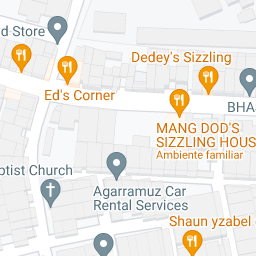 d Store
Dedey's Sizzling
Ed's Corner
BHA
MANG DOD'S
SIZZLING HOUS
Ambiente familiar
ptist Church
Agarramuz Car
Rental Services
Shaun yzabel